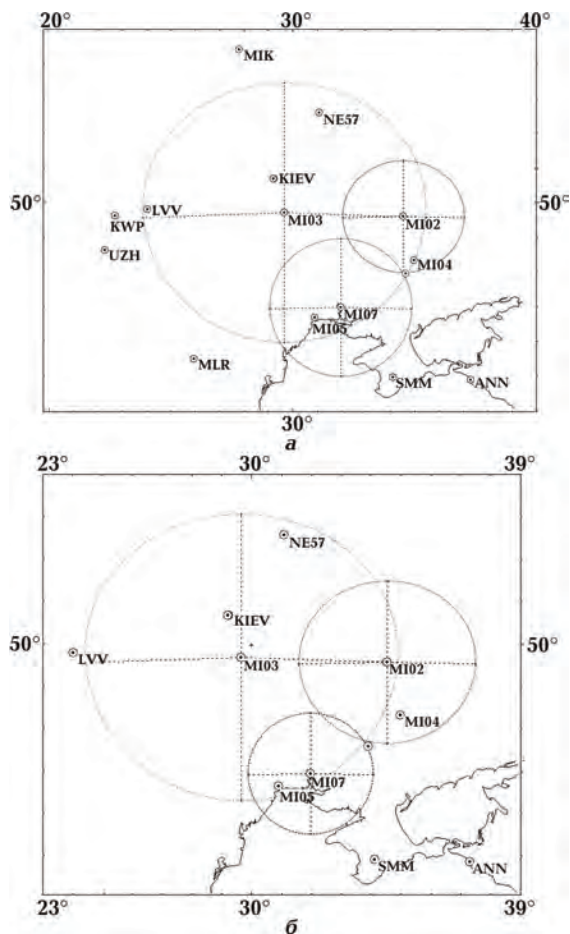 20° 30° 40°
MIK
NE57
KIEV
50° LVV 50°
KWP MI03 MI02
UZH
MI04
MI07
MI05
MLR
SMM ANN
30°
а
23° 30° 39°
NE57
KIEV
50° 50°
LVV MI03 MI02
MI04
MI07
MI05
SMM ANN
23° 30° 39°
б